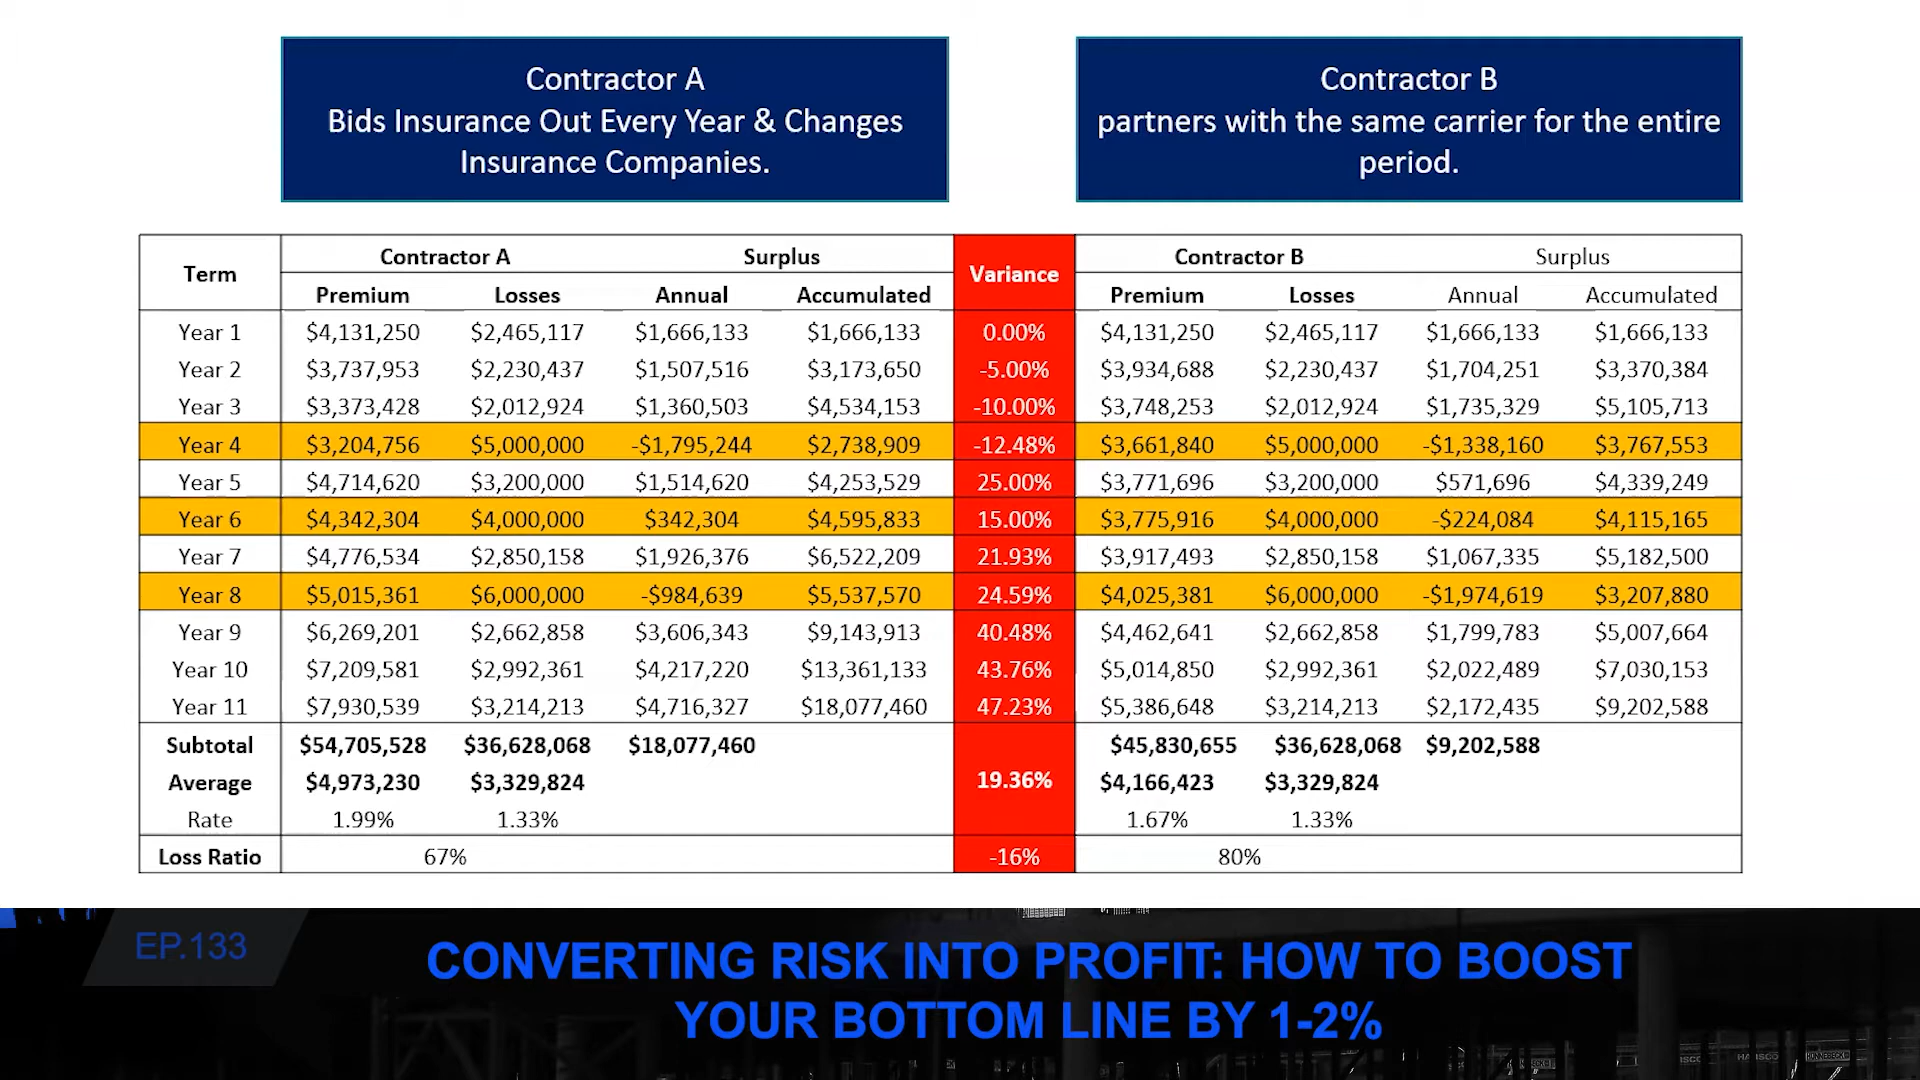 Contractor A
Bids Insurance Out Every Year & Changes
Insurance Companies.
Contractor B
partners with the same carrier for the entire
period.
Term Contractor A Surplus Variance Contractor B Surplus
Premium Losses Annual Accumulated Premium Losses Annual Accumulated
Year 1 $4,131,250 $2,465,117 $1,666,133 $1,666,133 0.00% $4,131,250 $2,465,117 $1,666,133 $1,666,133
Year 2 $3,737,953 $2,230,437 $1,507,516 $3,173,650 -5.00% $3,934,688 $2,230,437 $1,704,251 $3,370,384
Year 3 $3,373,428 $2,012,924 $1,360,503 $4,534,153 -10.00% $3,748,253 $2,012,924 $1,735,329 $5,105,713
Year 4 $3,204,756 $5,000,000 -$1,795,244 $2,738,909 -12.48% $3,661,840 $5,000,000 -$1,338,160 $3,767,553
Year 5 $4,714,620 $3,200,000 $1,514,620 $4,253,529 25.00% $3,771,696 $3,200,000 $571,696 $4,339,249
Year 6 $4,342,304 $4,000,000 $342,304 $4,595,833 15.00% $3,775,916 $4,000,000 -$224,084 $4,115,165
Year 7 $4,776,534 $2,850,158 $1,926,376 $6,522,209 21.93% $3,917,493 $2,850,158 $1,067,335 $5,182,500
Year 8 $5,015,361 $6,000,000 -$984,639 $5,537,570 24.59% $4,025,381 $6,000,000 -$1,974,619 $3,207,880
Year 9 $6,269,201 $2,662,858 $3,606,343 $9,143,913 40.48% $4,462,641 $2,662,858 $1,799,783 $5,007,664
Year 10 $7,209,581 $2,992,361 $4,217,220 $13,361,133 43.76% $5,014,850 $2,992,361 $2,022,489 $7,030,153
Year 11 $7,930,539 $3,214,213 $4,716,327 $18,077,460 47.23% $5,386,648 $3,214,213 $2,172,435 $9,202,588
Subtotal $54,705,528 $36,628,068 $18,077,460 $45,830,655 $36,628,068 $9,202,588
Average $4,973,230 $3,329,824 19.36% $4,166,423 $3,329,824
Rate 1.99% 1.33% 1.67% 1.33%
Loss Ratio 67% -16% 80%
EP.133
CONVERTING RISK INTO PROFIT: HOW TO BOOST
YOUR BOTTOM LINE BY 1-2%